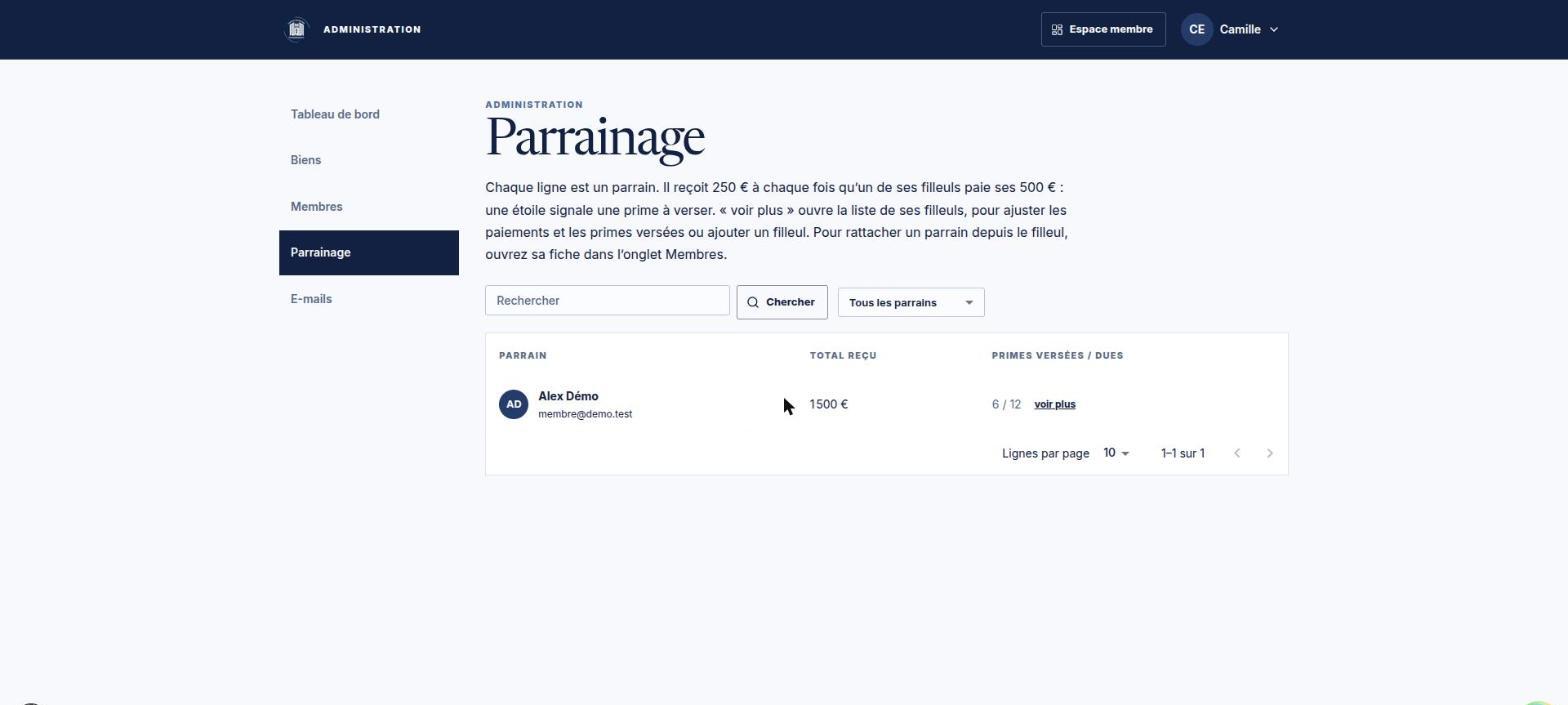 ADMINISTRATION
Espace membre
CE
Camille
Tableau de bord
Biens
Membres
Parrainage
E-mails
ADMINISTRATION
Parrainage
Chaque ligne est un parrain. Il reçoit 250 € à chaque fois qu'un de ses filleuls paie ses 500 € :
une étoile signale une prime à verser. « voir plus » ouvre la liste de ses filleuls, pour ajuster les
paiements et les primes versées ou ajouter un filleul. Pour rattacher un parrain depuis le filleul,
ouvrez sa fiche dans l'onglet Membres.
Rechercher
Chercher
Tous les parrains
PARRAIN
TOTAL REÇU
PRIMES VERSÉES / DUES
AD
Alex Démo
membre@demo.test
1 500 €
6 / 12
voir plus
Lignes par page
10
1–1 sur 1